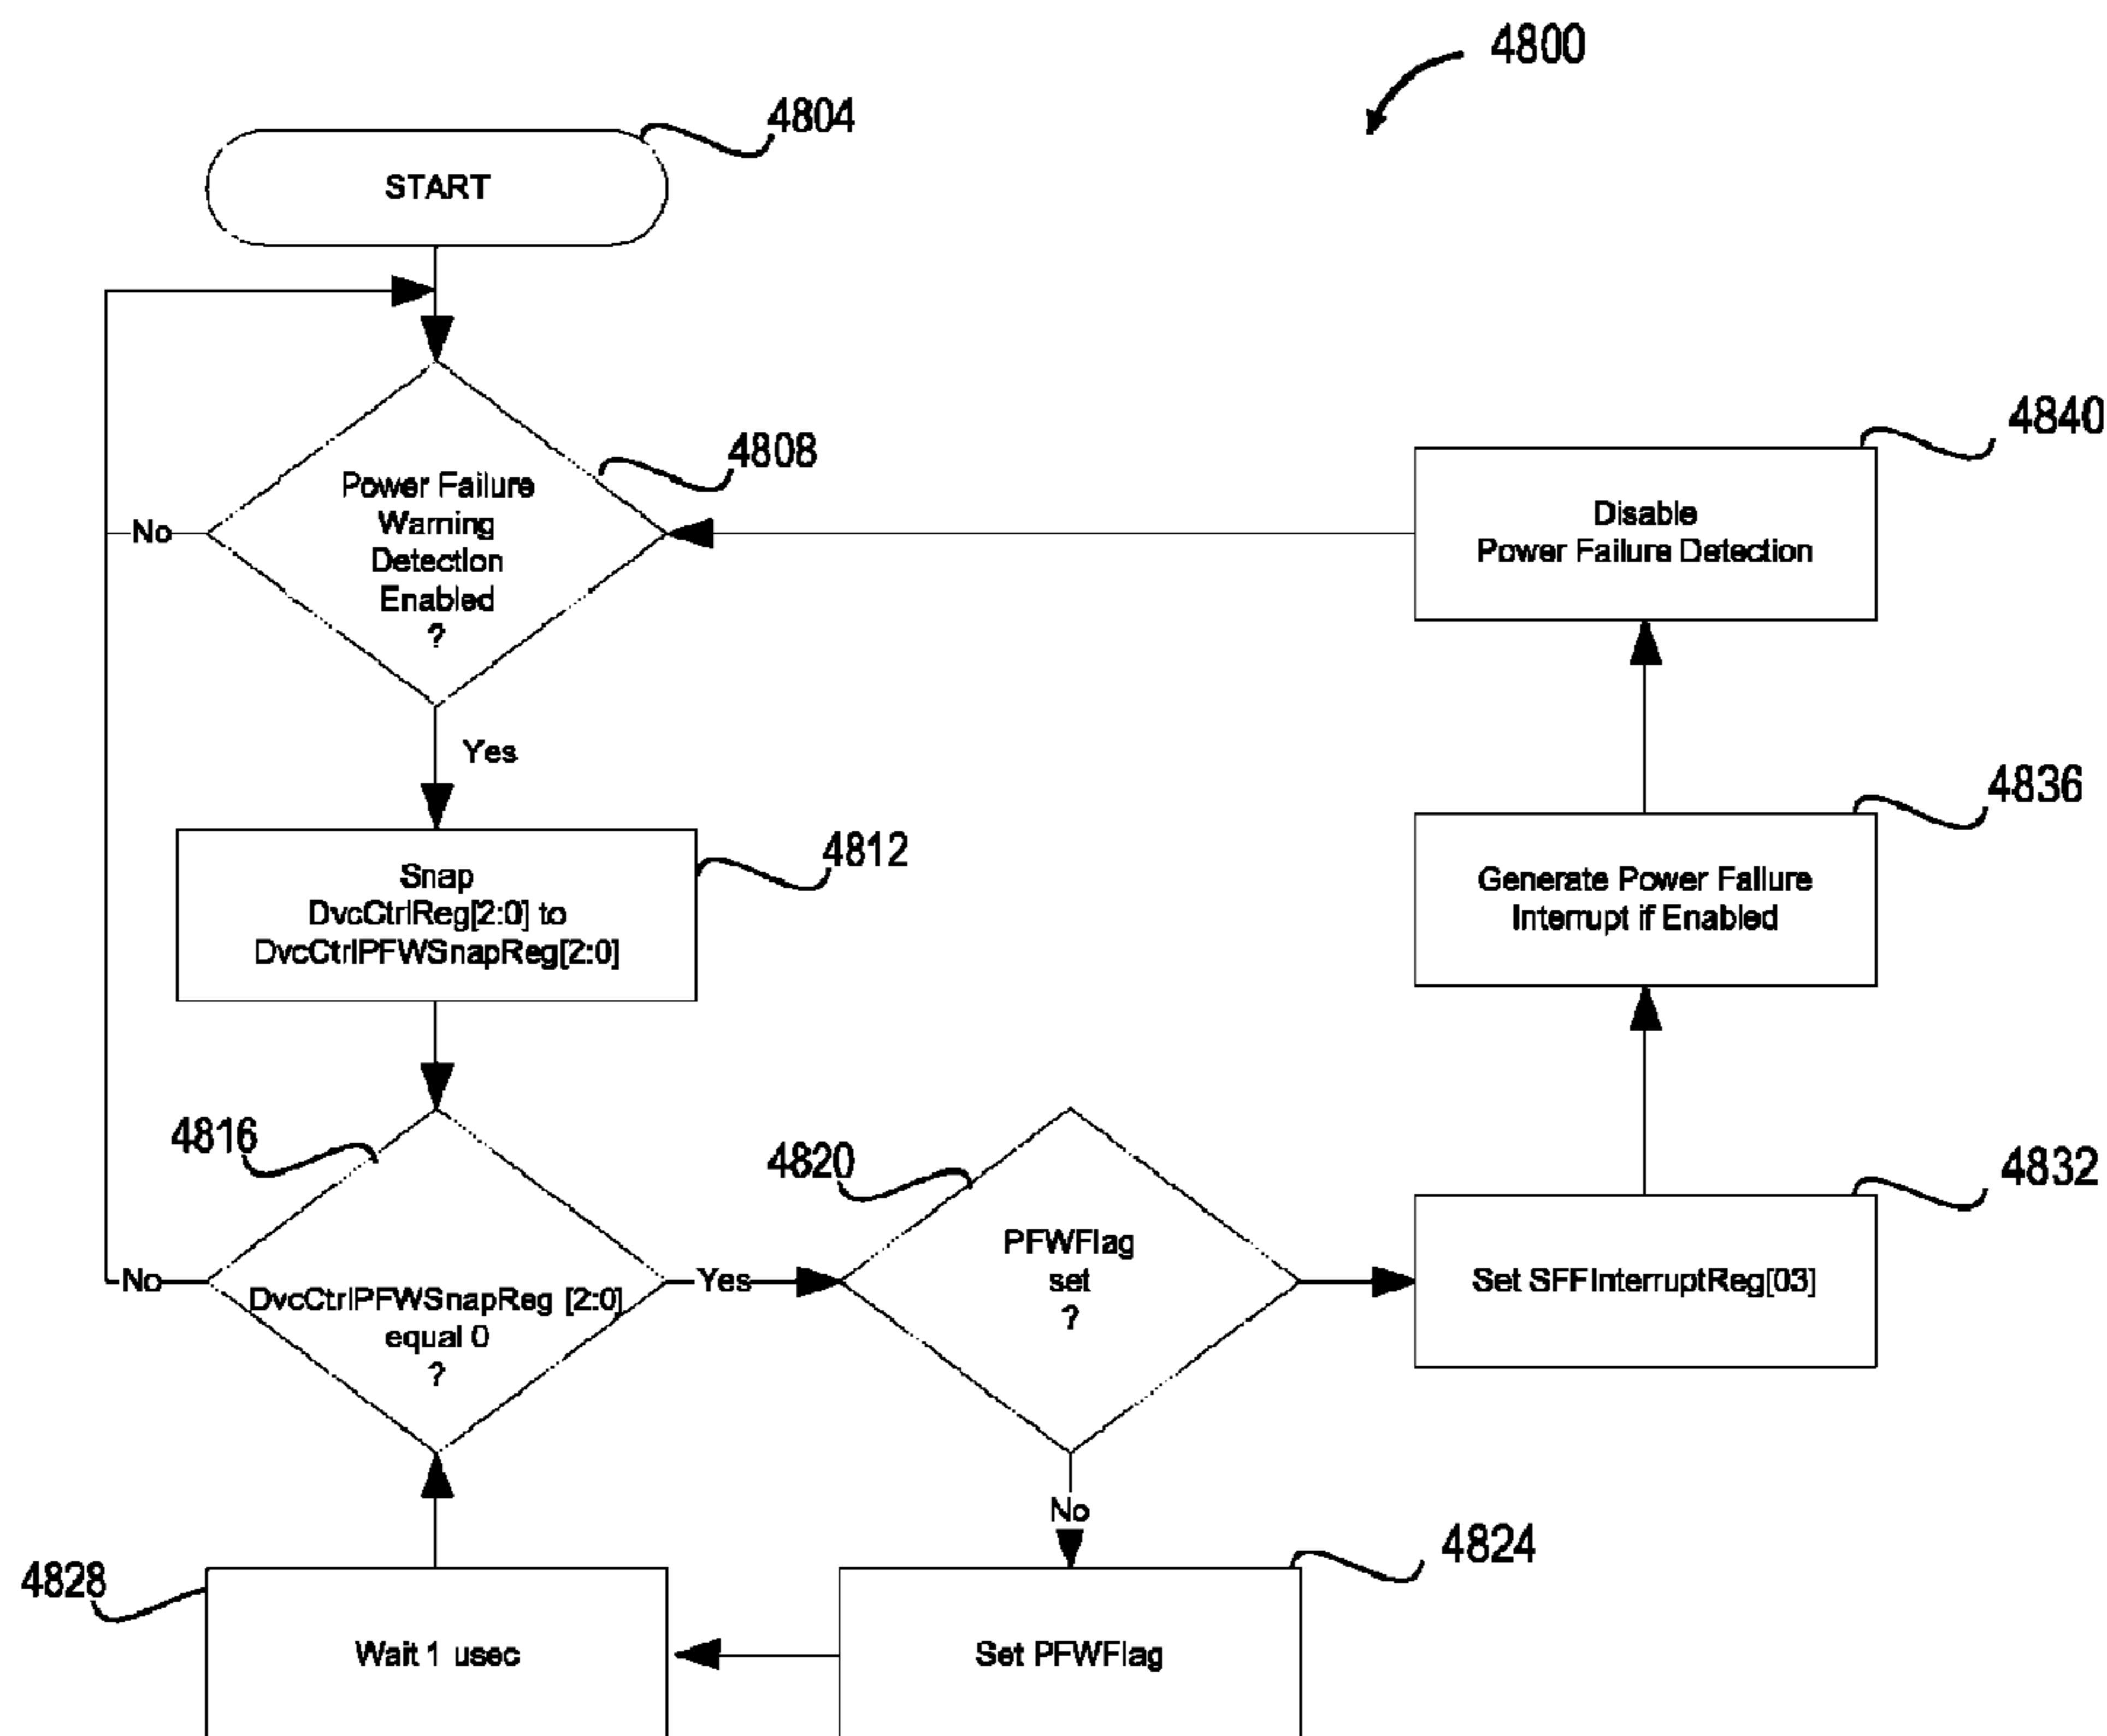 4800
4804
START
4808
Power Failure
Warning
Detection
Enabled
?
No
Yes
4840
Disable
Power Failure Detection
4812
Snap
DvcCtrlReg[2:0] to
DvcCtrlPFWSnapReg[2:0]
4836
Generate Power Failure
Interrupt if Enabled
4816
DvcCtrlPFWSnapReg [2:0]
equal 0
?
No
Yes
4820
PFWFlag
set
?
No
4832
Set SFFInterruptReg[03]
4824
Set PFWFlag
4828
Wait 1 usec